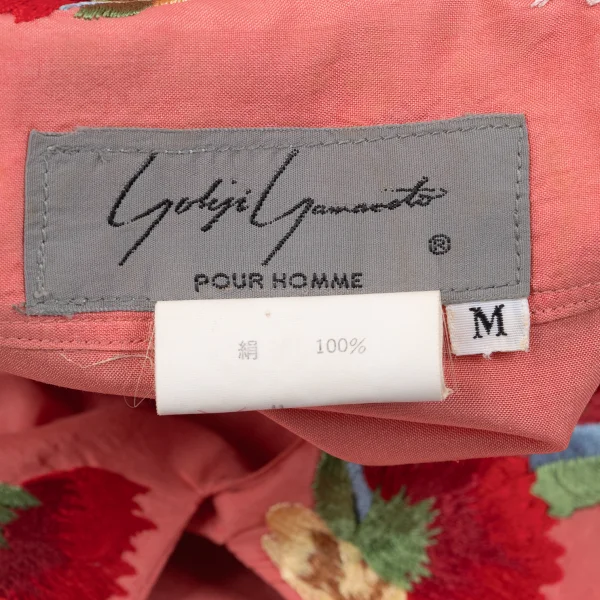 Yohji Yamamoto
®
POUR HOMME
M
絹 100%